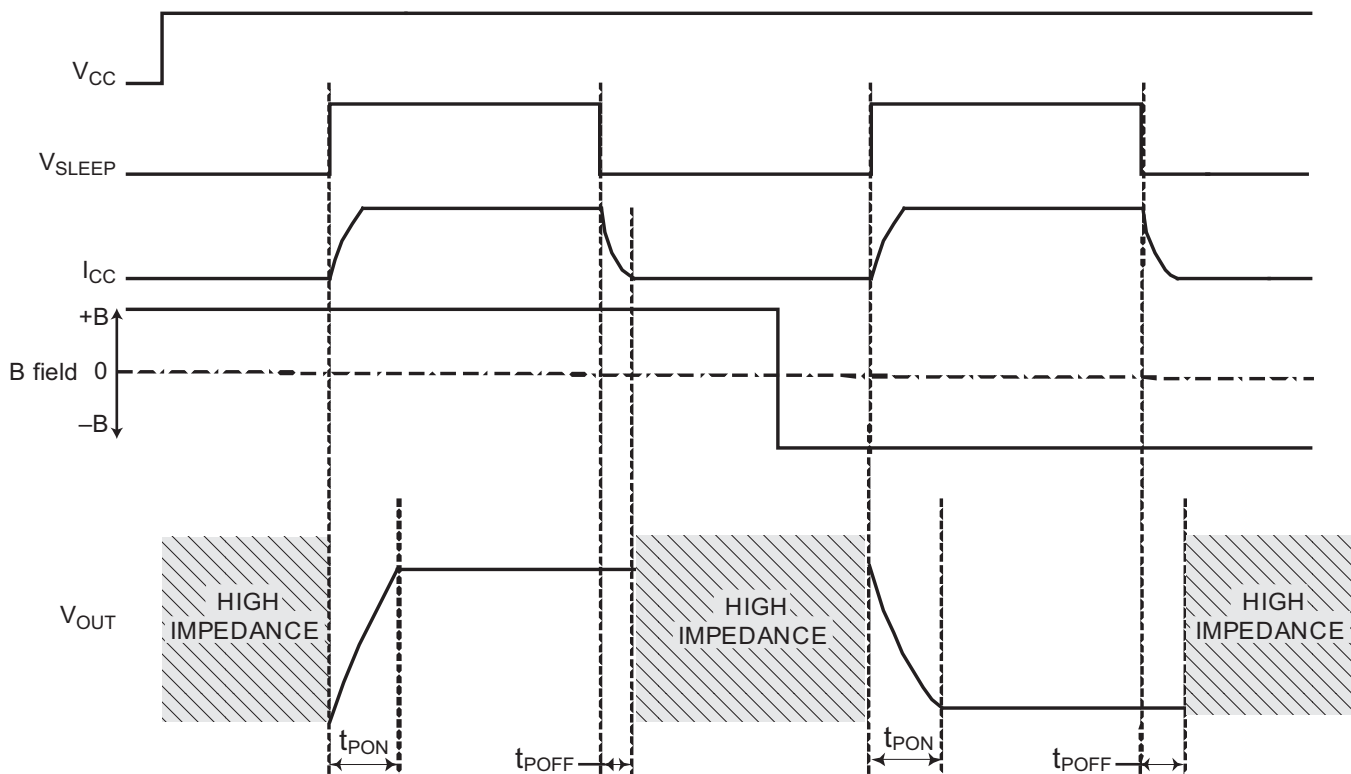 VCC
VSLEEP
ICC
+B
B field 0
–B
VOUT
HIGH IMPEDANCE
HIGH IMPEDANCE
HIGH IMPEDANCE
tPON
tPOFF
tPON
tPOFF